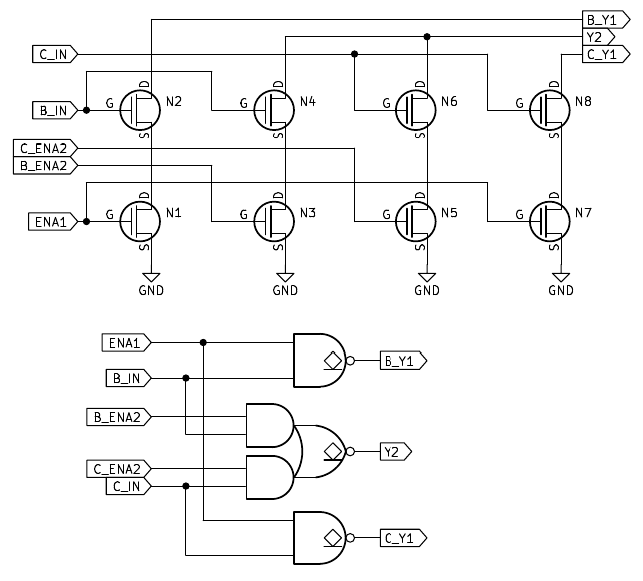 B_Y1
Y2
C_IN
C_Y1
D D D D
G N2 G N4 G N6 G N8
B_IN
S S S S
C_ENA2
B_ENA2
D D D D
G N1 G N3 G N5 G N7
ENA1
S S S S
GND GND GND GND
ENA1
B_Y1
B_IN
B_ENA2
Y2
C_ENA2
C_IN
C_Y1